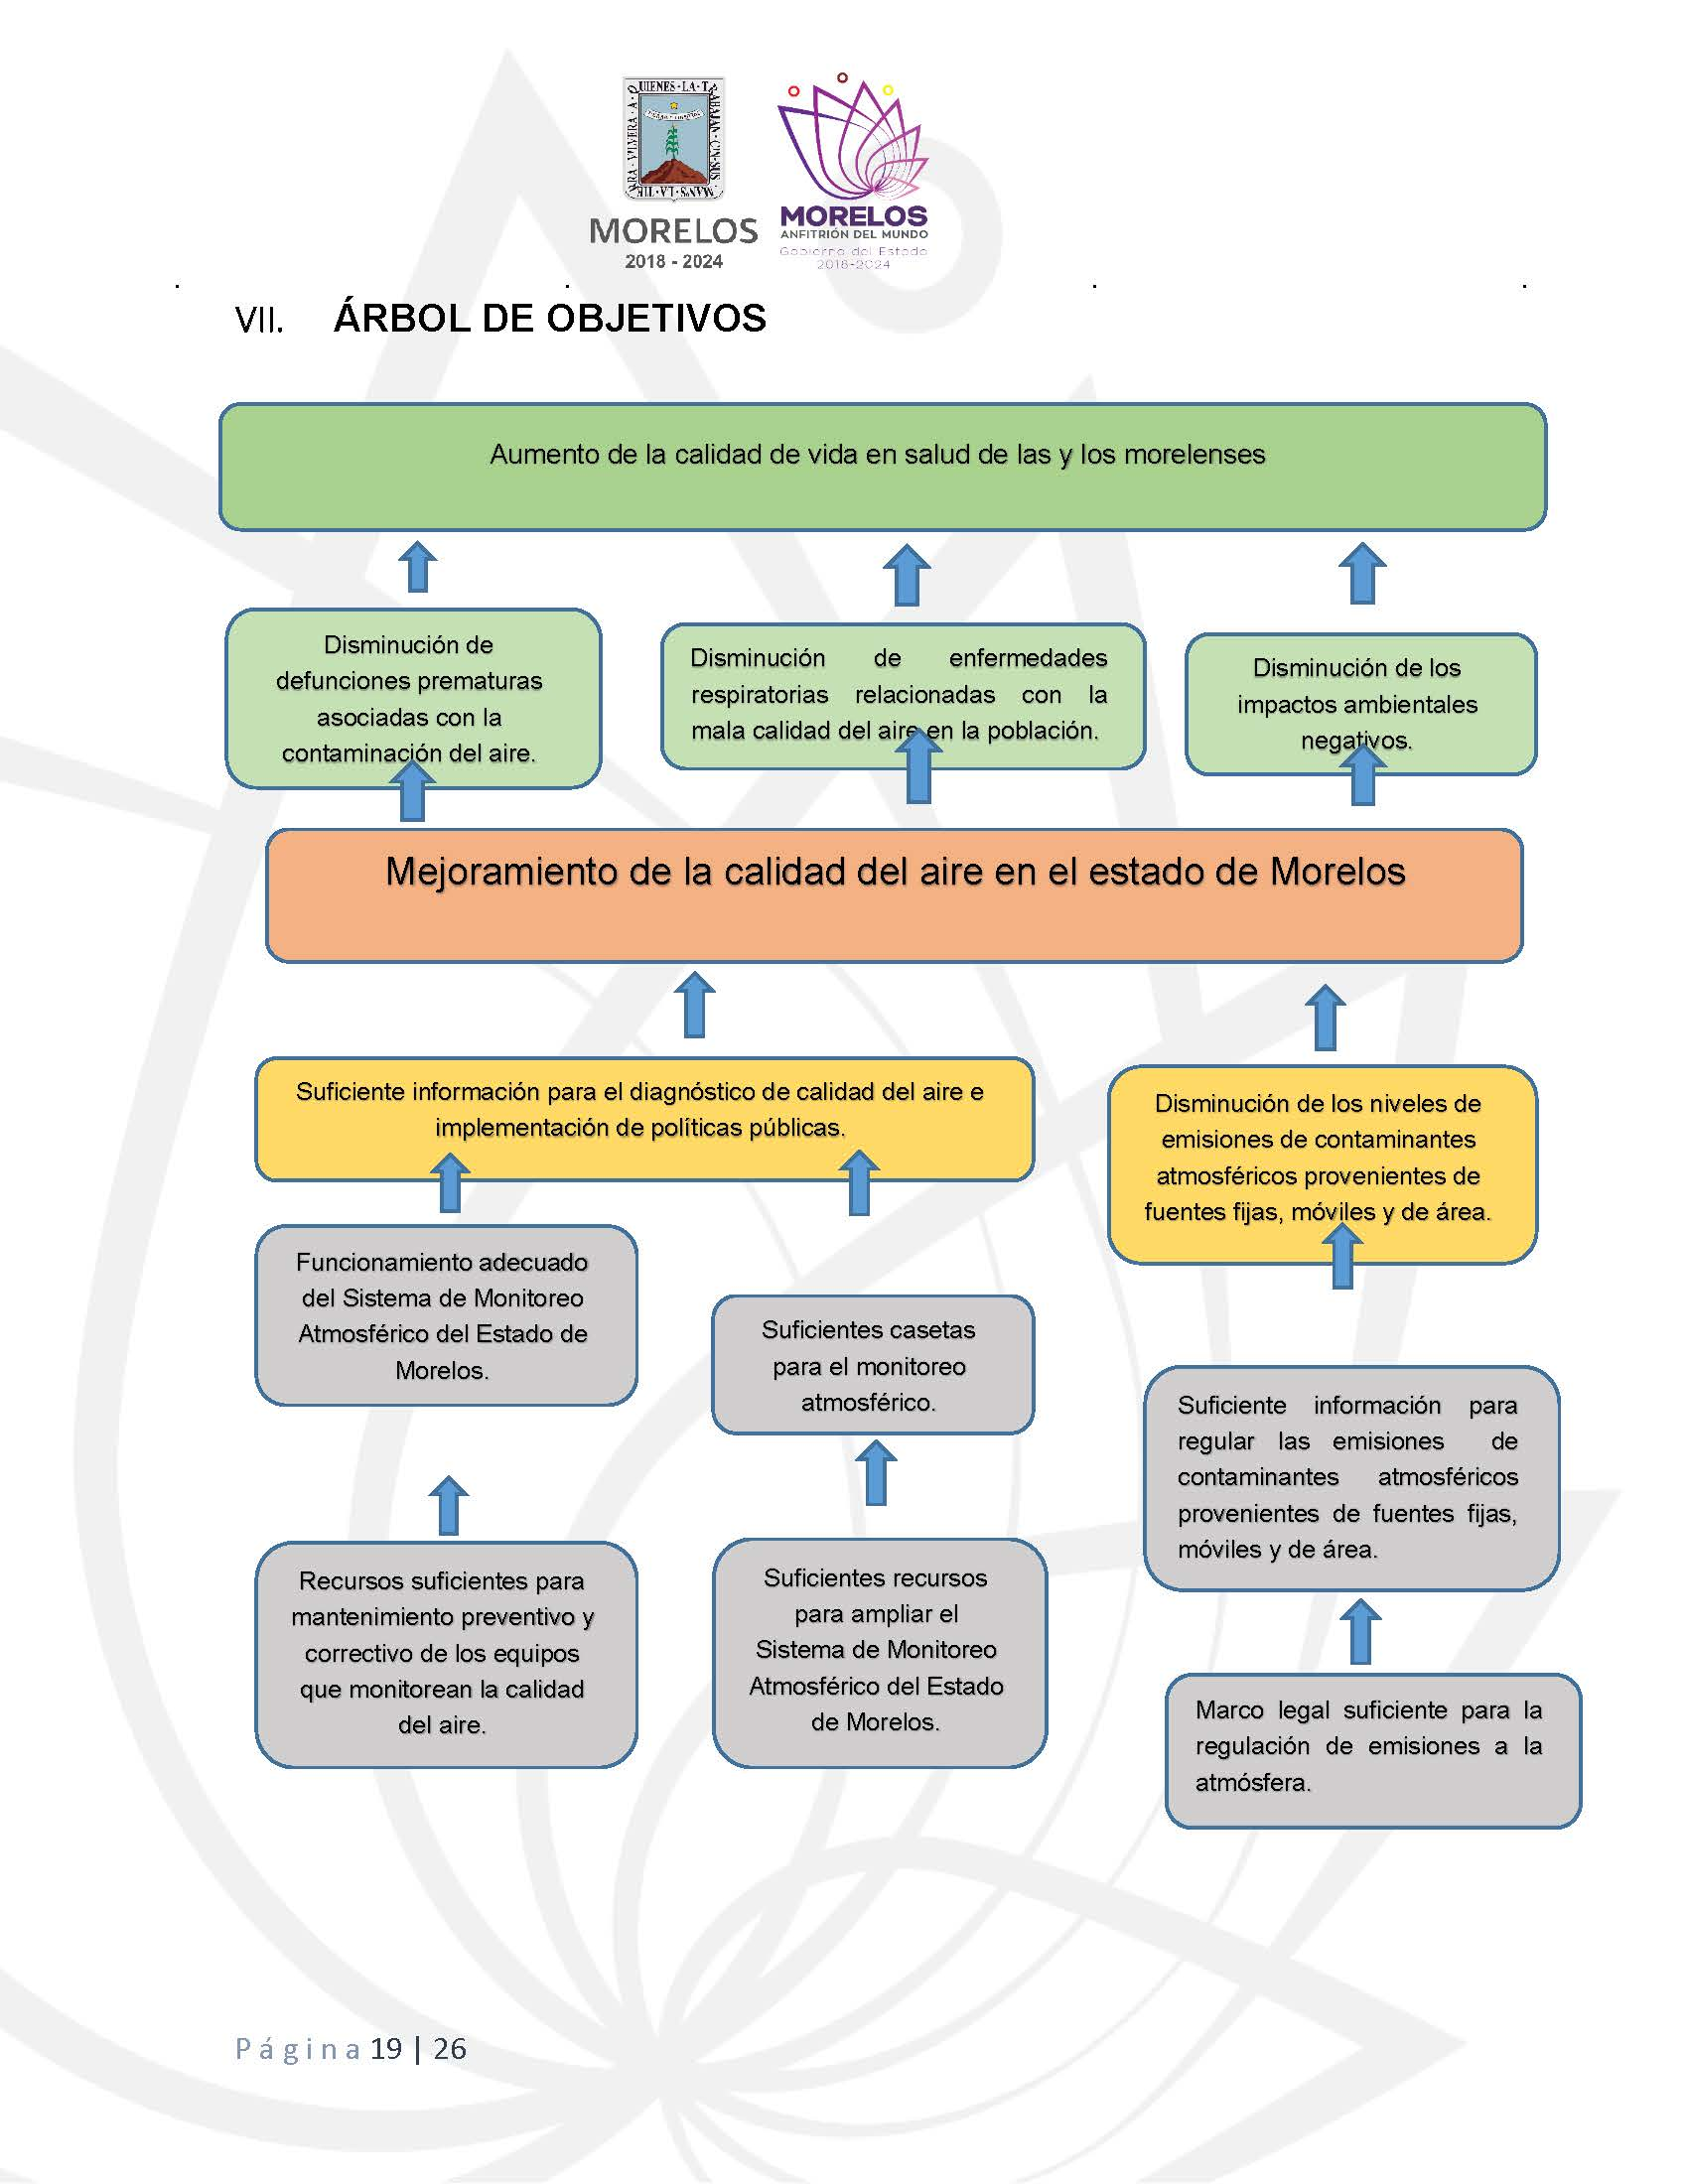 MORELOS
2018 - 2024
MORELOS
ANFITRIÓN DEL MUNDO
Gobierno del Estado
2018-2024
VII. ÁRBOL DE OBJETIVOS
Aumento de la calidad de vida en salud de las y los morelenses
Disminución de
defunciones prematuras
asociadas con la
contaminación del aire.
Disminución de enfermedades
respiratorias relacionadas con la
mala calidad del aire en la población.
Disminución de los
impactos ambientales
negativos.
Mejoramiento de la calidad del aire en el estado de Morelos
Suficiente información para el diagnóstico de calidad del aire e
implementación de políticas públicas.
Disminución de los niveles de
emisiones de contaminantes
atmosféricos provenientes de
fuentes fijas, móviles y de área.
Funcionamiento adecuado
del Sistema de Monitoreo
Atmosférico del Estado de
Morelos.
Suficientes casetas
para el monitoreo
atmosférico.
Suficiente información para
regular las emisiones de
contaminantes atmosféricos
provenientes de fuentes fijas,
móviles y de área.
Recursos suficientes para
mantenimiento preventivo y
correctivo de los equipos
que monitorean la calidad
del aire.
Suficientes recursos
para ampliar el
Sistema de Monitoreo
Atmosférico del Estado
de Morelos.
Marco legal suficiente para la
regulación de emisiones a la
atmósfera.
Página 19 | 26